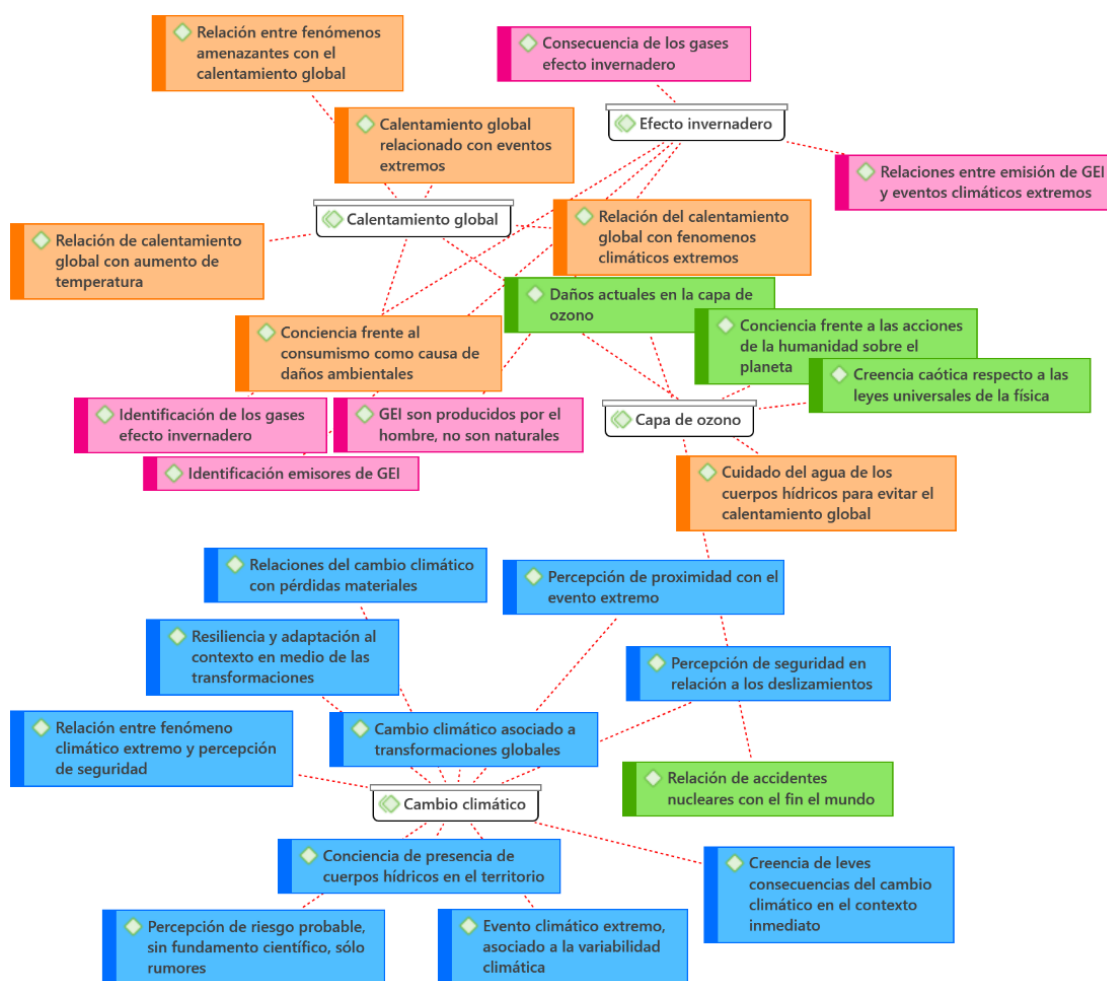 Relación entre fenómenos
amenazantes con el
calentamiento global
Consecuencia de los gases
efecto invernadero
Calentamiento global
relacionado con eventos
extremos
Efecto invernadero
Relaciones entre emisión de GEI
y eventos climáticos extremos
Calentamiento global
Relación del calentamiento
global con fenomenos
climáticos extremos
Relación de calentamiento
global con aumento de
temperatura
Daños actuales en la capa de
ozono
Conciencia frente al
consumismo como causa de
daños ambientales
Conciencia frente a las acciones
de la humanidad sobre el
planeta
Creencia caótica respecto a las
leyes universales de la física
Identificación de los gases
efecto invernadero
GEI son producidos por el
hombre, no son naturales
Capa de ozono
Identificación emisores de GEI
Cuidado del agua de los
cuerpos hídricos para evitar el
calentamiento global
Relaciones del cambio climático
con pérdidas materiales
Percepción de proximidad con el
evento extremo
Resiliencia y adaptación al
contexto en medio de las
transformaciones
Percepción de seguridad en
relación a los deslizamientos
Relación entre fenómeno
climático extremo y percepción
de seguridad
Cambio climático asociado a
transformaciones globales
Relación de accidentes
nucleares con el fin el mundo
Cambio climático
Conciencia de presencia de
cuerpos hídricos en el territorio
Creencia de leves
consecuencias del cambio
climático en el contexto
inmediato
Percepción de riesgo probable,
sin fundamento científico, sólo
rumores
Evento climático extremo,
asociado a la variabilidad
climática